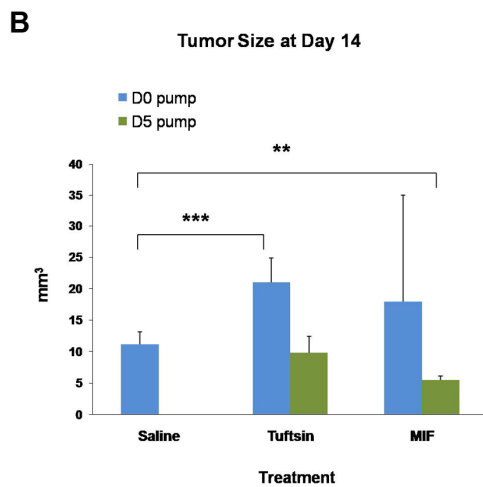 B
Tumor Size at Day 14
D0 pump
D5 pump
**
***
40
35
30
25
20
15
10
5
0
mm³
Saline Tuftsin MIF
Treatment